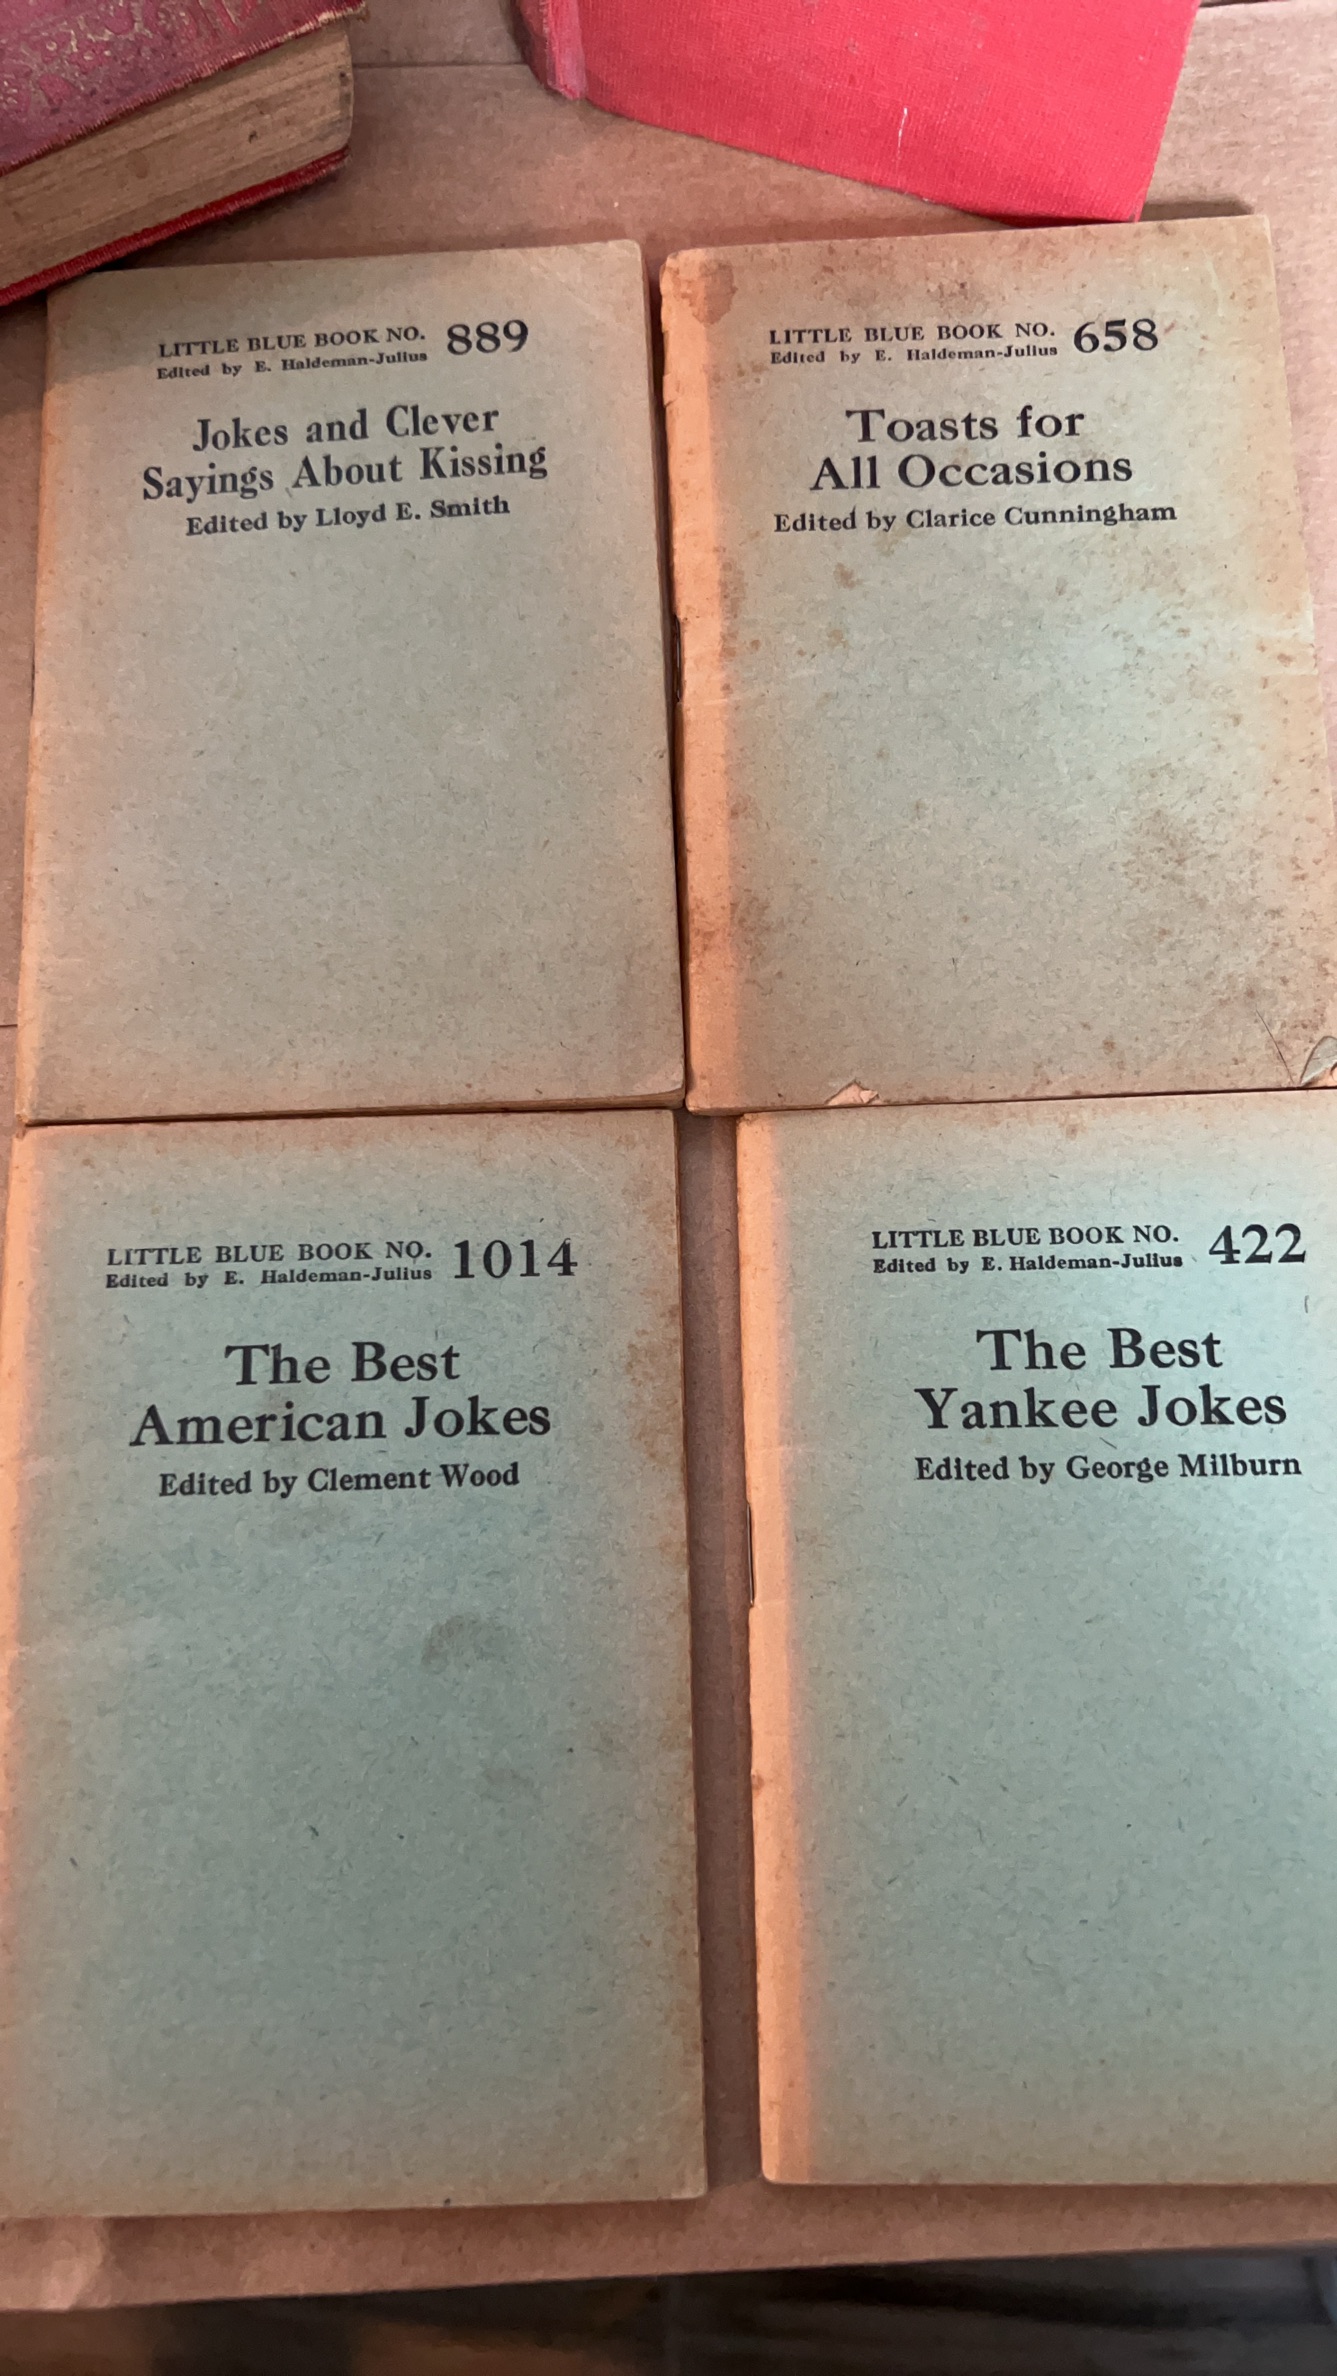 LITTLE BLUE BOOK NO. 889
Edited by E. Haldeman-Julius
Jokes and Clever
Sayings About Kissing
Edited by Lloyd E. Smith
LITTLE BLUE BOOK NO. 658
Edited by E. Haldeman-Julius
Toasts for
All Occasions
Edited by Clarice Cunningham
LITTLE BLUE BOOK NO. 1014
Edited by E. Haldeman-Julius
The Best
American Jokes
Edited by Clement Wood
LITTLE BLUE BOOK NO. 422
Edited by E. Haldeman-Julius
The Best
Yankee Jokes
Edited by George Milburn